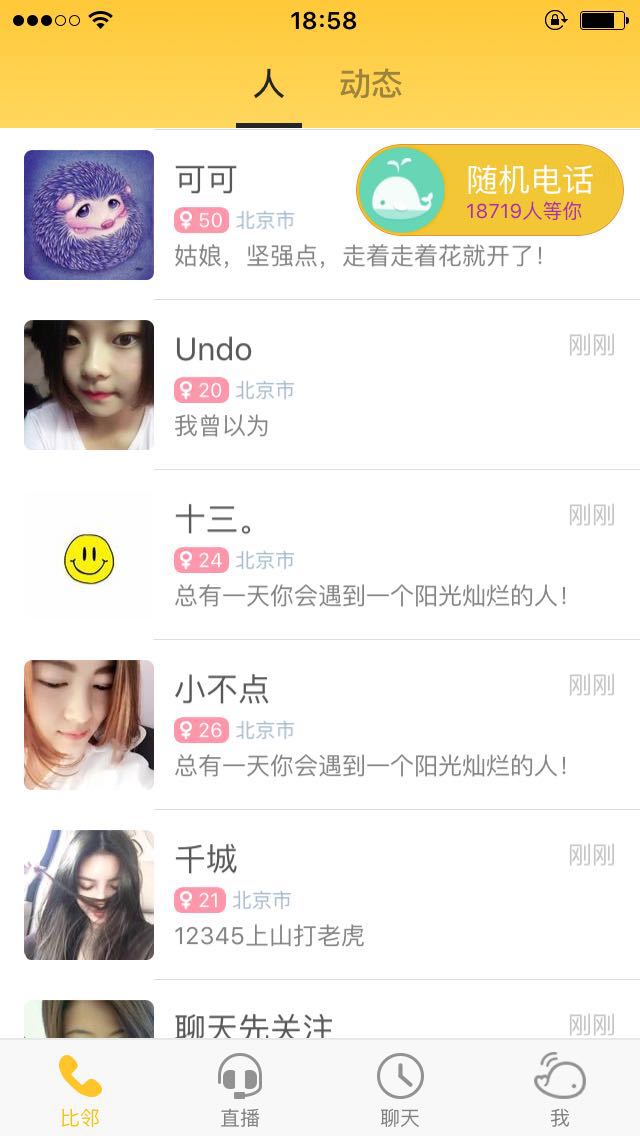 18:58
人 动态
可可
随机电话
18719人等你
50 北京市
姑娘，坚强点，走着走着花就开了！
Undo 刚刚
20 北京市
我曾以为
十三。 刚刚
24 北京市
总有一天你会遇到一个阳光灿烂的人！
小不点 刚刚
26 北京市
总有一天你会遇到一个阳光灿烂的人！
千城 刚刚
21 北京市
12345上山打老虎
聊天先关注 刚刚
比邻 直播 聊天 我